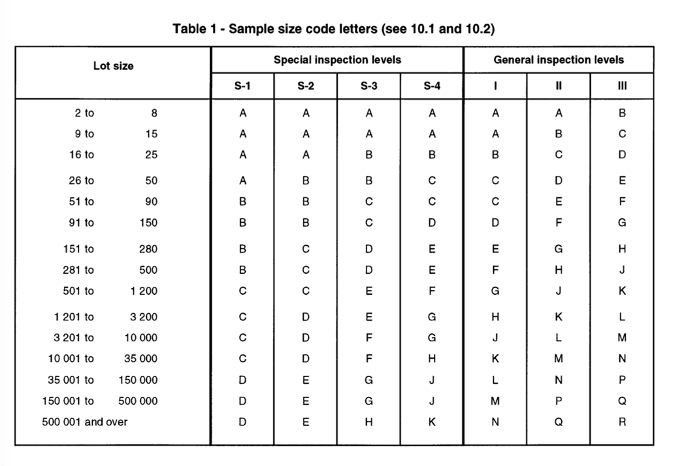 Table 1 - Sample size code letters (see 10.1 and 10.2)
Lot size Special inspection levels General inspection levels
S-1 S-2 S-3 S-4 I II III
2 to 8 A A A A A A B
9 to 15 A A A A A B C
16 to 25 A A B B B C D
26 to 50 A B B C C D E
51 to 90 B B C C C E F
91 to 150 B B C D D F G
151 to 280 B C D E E G H
281 to 500 B C D E F H J
501 to 1 200 C C E F G J K
1 201 to 3 200 C D E G H K L
3 201 to 10 000 C D F G J L M
10 001 to 35 000 C D F H K M N
35 001 to 150 000 D E G J L N P
150 001 to 500 000 D E G J M P Q
500 001 and over D E H K N Q R